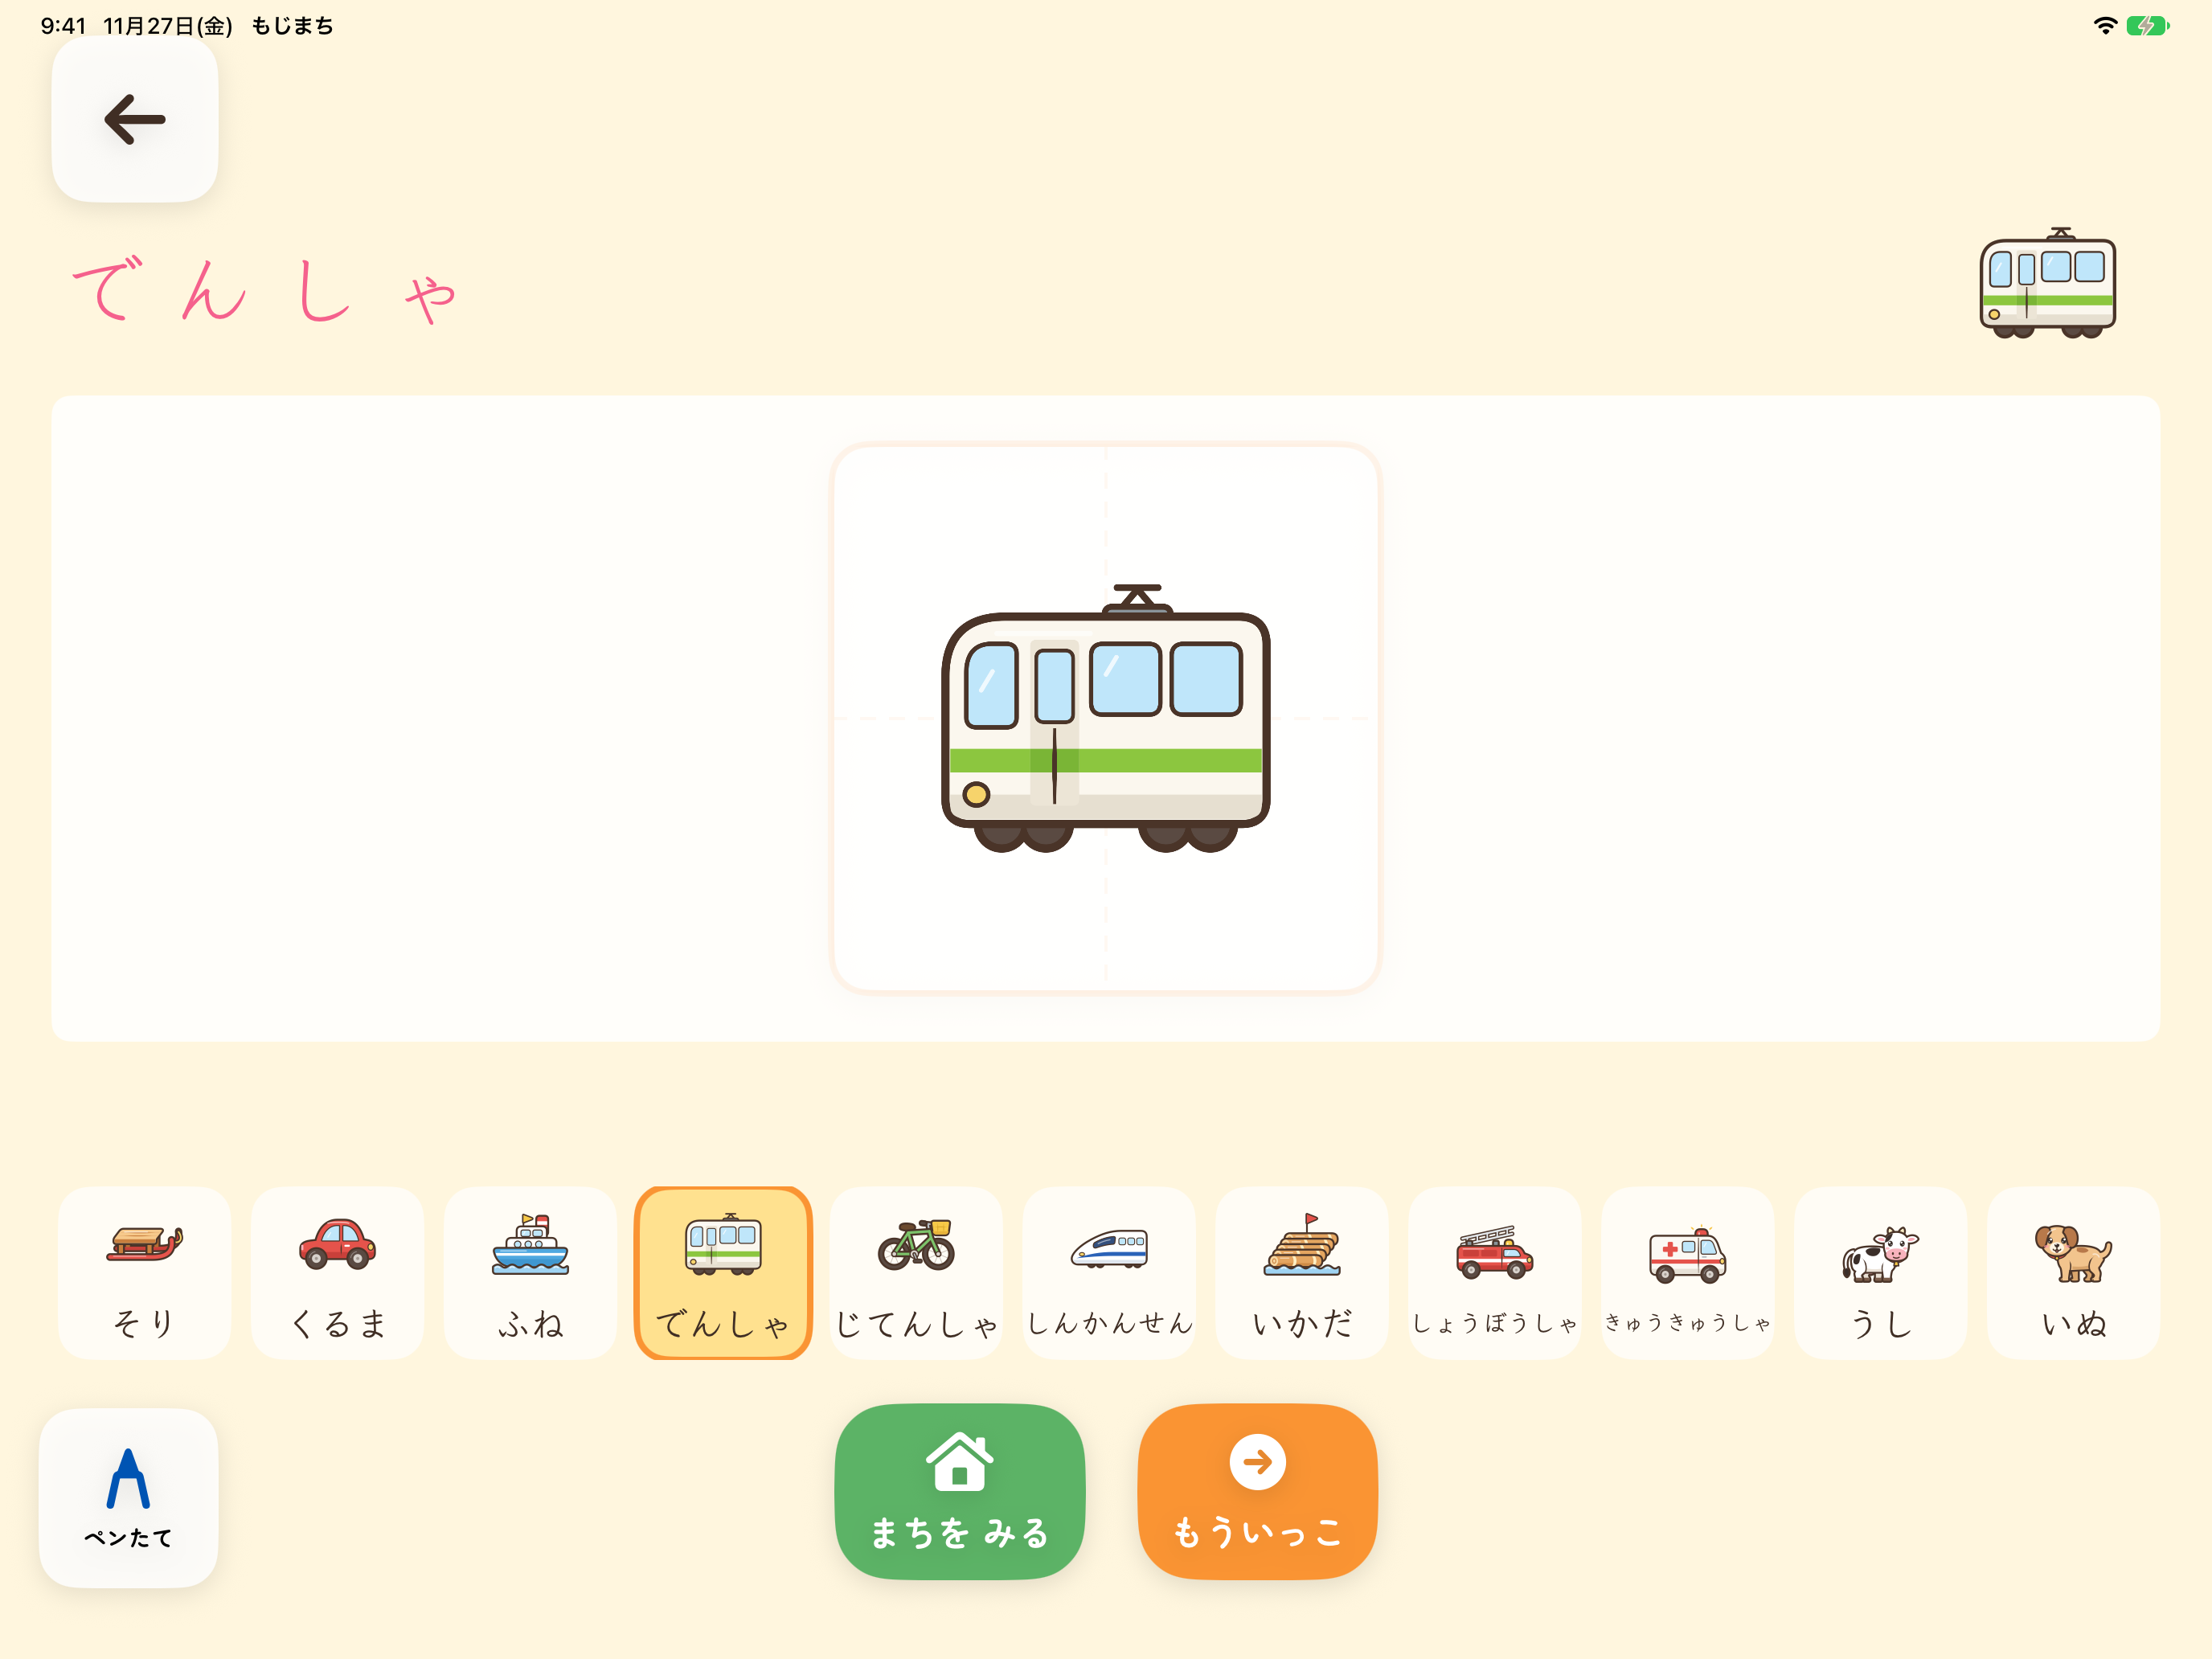 9:41 11月27日(金) もじまち
でんしゃ
そり くるま ふね でんしゃ じてんしゃ しんかんせん いかだ しょうぼうしゃ きゅうきゅうしゃ うし いぬ
ペンたて
まちを みる
もういっこ